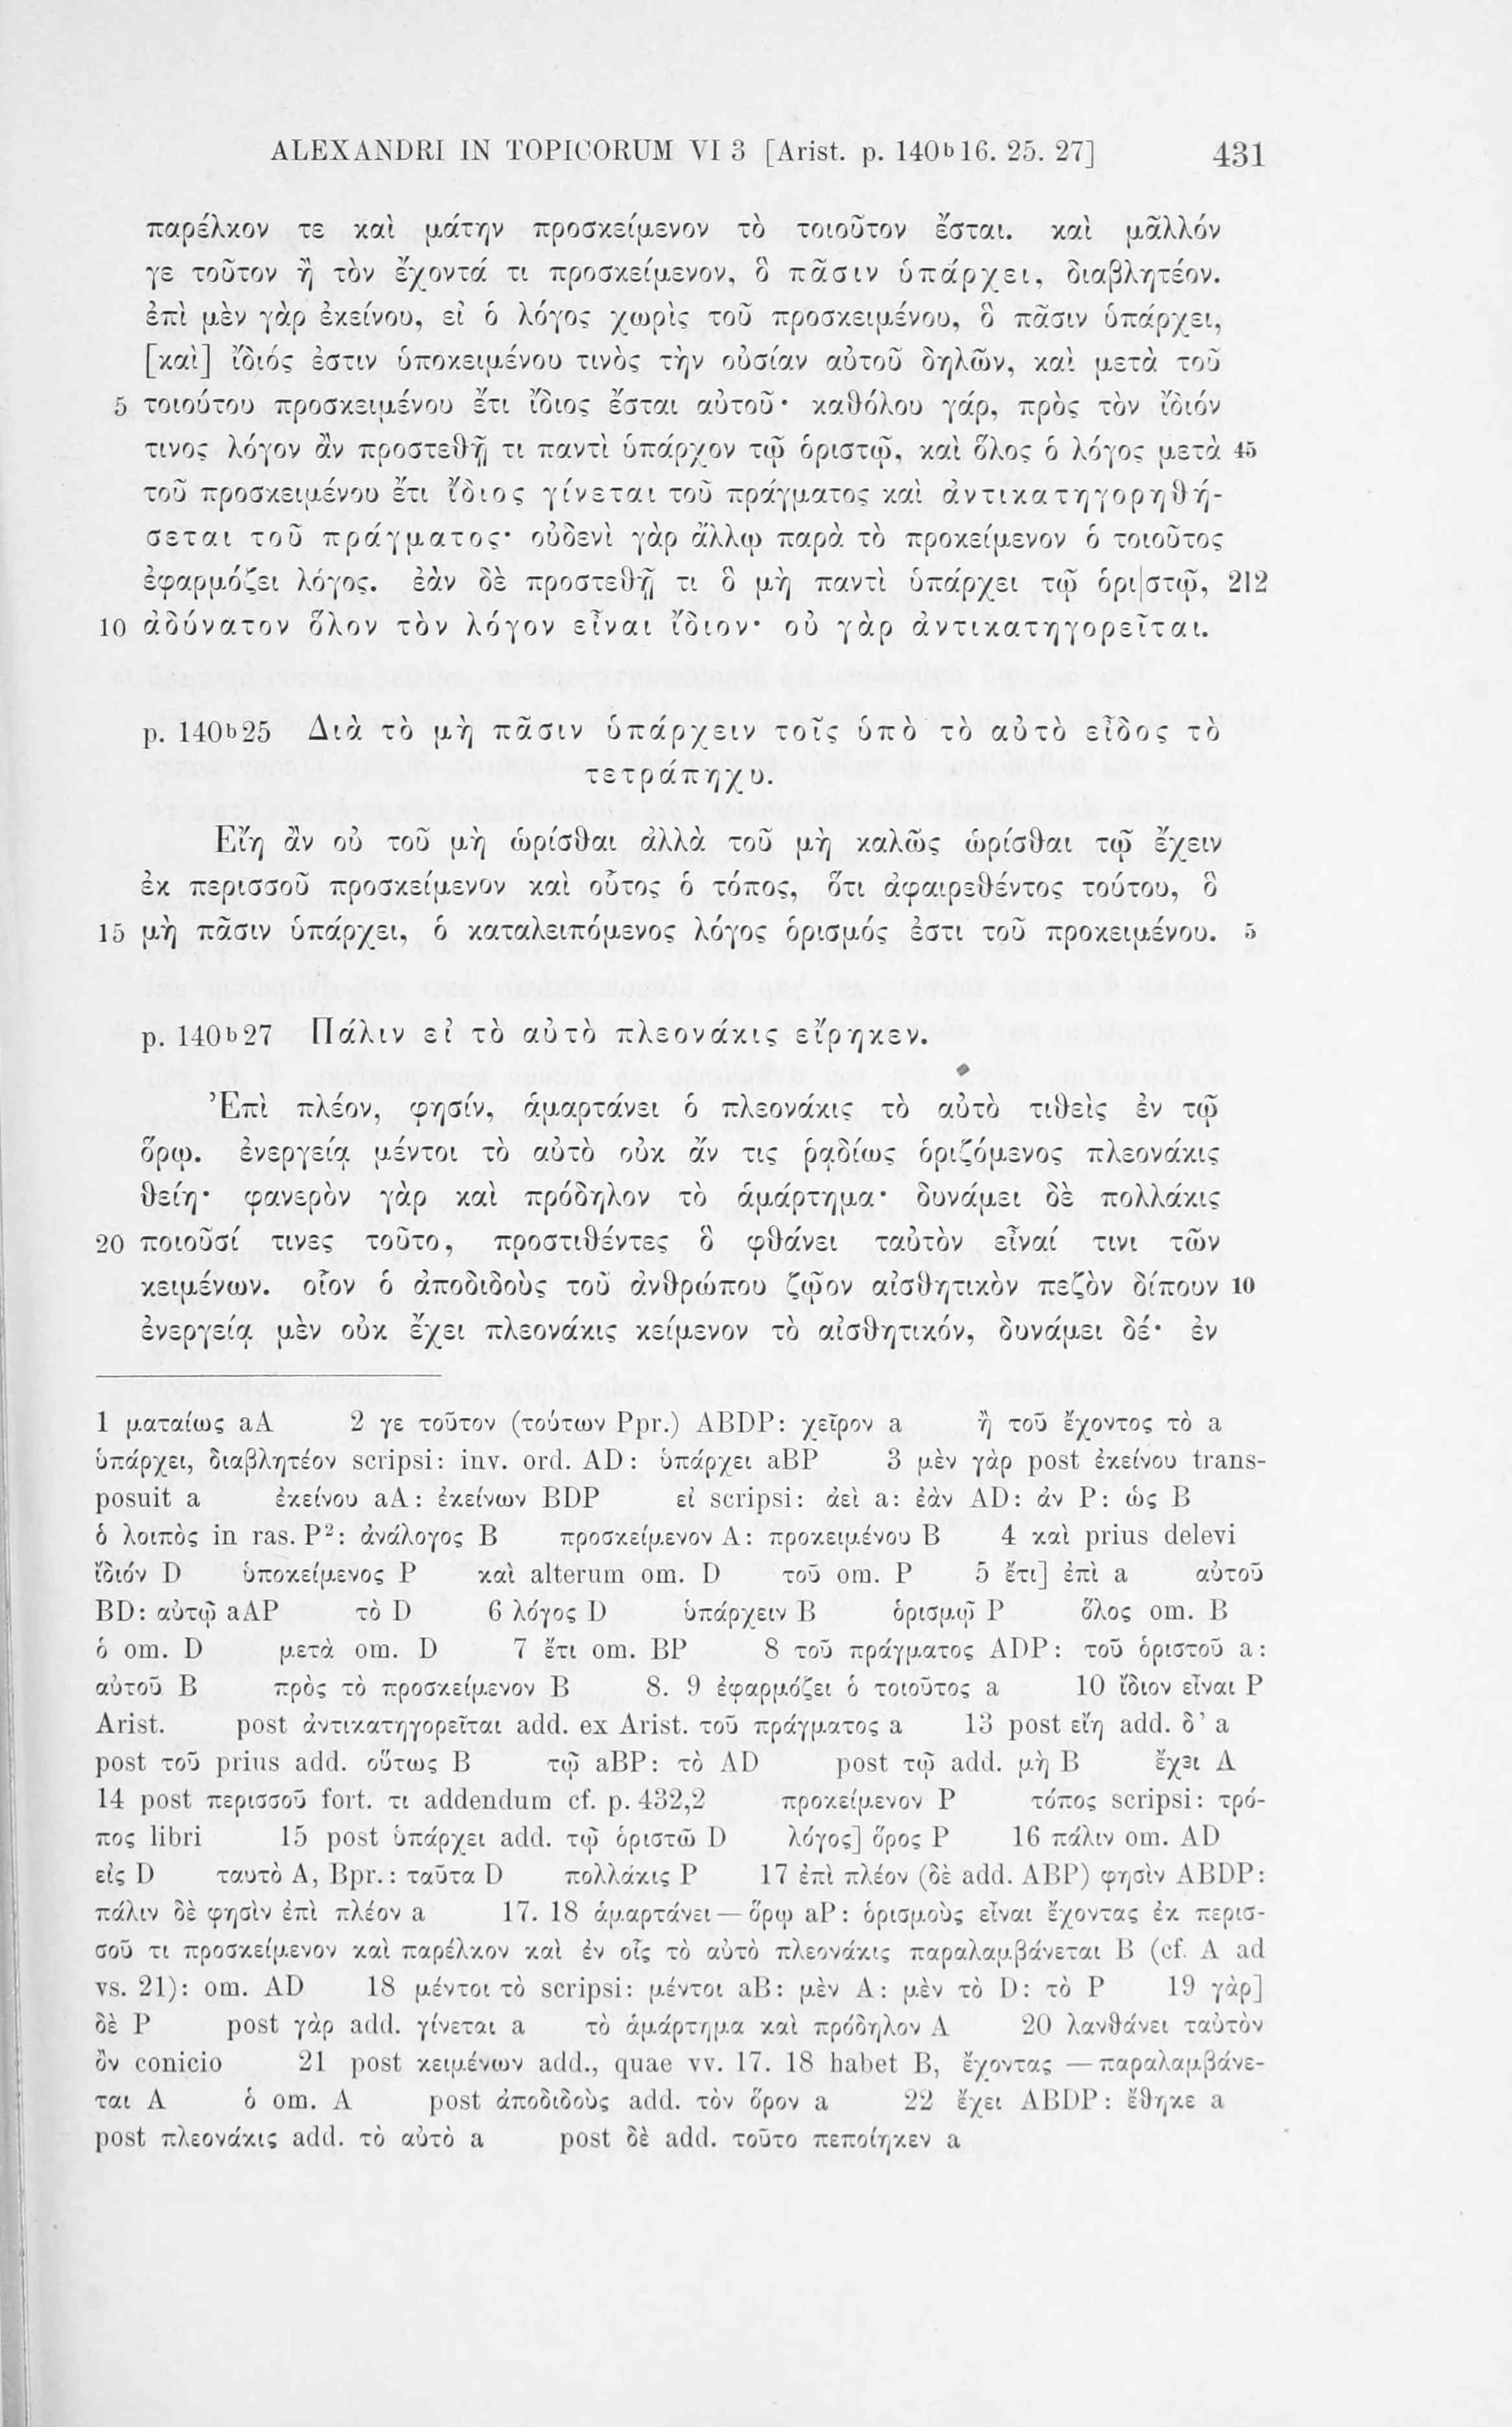 ALEXANDRI IN TOPICORUM VI 3 [Arist. p. 140b16. 25. 27] 431
παρέλκον τε καὶ μάτην προσκείμενον τὸ τοιοῦτον ἔσται. καὶ μᾶλλόν
γε τοῦτον ἢ τὸν ἔχοντά τι προσκείμενον, ὃ πᾶσιν ὑπάρχει, διαβλητέον.
ἐπὶ μὲν γὰρ ἐκείνου, εἰ ὁ λόγος χωρὶς τοῦ προσκειμένου, ὃ πᾶσιν ὑπάρχει,
[καὶ] ἴδιός ἐστιν ὑποκειμένου τινὸς τὴν οὐσίαν αὐτοῦ δηλῶν, καὶ μετὰ τοῦ
5 τοιούτου προσκειμένου ἔτι ἴδιος ἔσται αὐτοῦ· καθόλου γάρ, πρὸς τὸν ἴδιόν
τινος λόγον ἂν προστεθῇ τι παντὶ ὑπάρχον τῷ ὁριστῷ, καὶ ὅλος ὁ λόγος μετὰ 45
τοῦ προσκειμένου ἔτι ἴδιος γίνεται τοῦ πράγματος καὶ ἀντικατηγορηθή-
σεται τοῦ πράγματος· οὐδενὶ γὰρ ἄλλῳ παρὰ τὸ προκείμενον ὁ τοιοῦτος
ἐφαρμόζει λόγος. ἐὰν δὲ προστεθῇ τι ὃ μὴ παντὶ ὑπάρχει τῷ ὁρι|στῷ, 212
10 ἀδύνατον ὅλον τὸν λόγον εἶναι ἴδιον· οὐ γὰρ ἀντικατηγορεῖται.
p. 140b25 Διὰ τὸ μὴ πᾶσιν ὑπάρχειν τοῖς ὑπὸ τὸ αὐτὸ εἶδος τὸ
τετράπηχυ.
Εἴη ἂν οὐ τοῦ μὴ ὡρίσθαι ἀλλὰ τοῦ μὴ καλῶς ὡρίσθαι τῷ ἔχειν
ἐκ περισσοῦ προσκείμενον καὶ οὗτος ὁ τόπος, ὅτι ἀφαιρεθέντος τούτου, ὃ
15 μὴ πᾶσιν ὑπάρχει, ὁ καταλειπόμενος λόγος ὁρισμός ἐστι τοῦ προκειμένου. 5
p. 140b27 Πάλιν εἰ τὸ αὐτὸ πλεονάκις εἴρηκεν.
Ἐπὶ πλέον, φησίν, ἁμαρτάνει ὁ πλεονάκις τὸ αὐτὸ τιθεὶς ἐν τῷ
ὅρῳ. ἐνεργείᾳ μέντοι τὸ αὐτὸ οὐκ ἄν τις ῥᾳδίως ὁριζόμενος πλεονάκις
θείη· φανερὸν γὰρ καὶ πρόδηλον τὸ ἁμάρτημα· δυνάμει δὲ πολλάκις
20 ποιοῦσί τινες τοῦτο, προστιθέντες ὃ φθάνει ταὐτὸν εἶναί τινι τῶν
κειμένων. οἷον ὁ ἀποδιδοὺς τοῦ ἀνθρώπου ζῷον αἰσθητικὸν πεζὸν δίπουν 10
ἐνεργείᾳ μὲν οὐκ ἔχει πλεονάκις κείμενον τὸ αἰσθητικόν, δυνάμει δέ· ἐν
1 ματαίως aA 2 γε τοῦτον (τούτων Ppr.) ABDP: χεῖρον a ἢ τοῦ ἔχοντος τὸ a
ὑπάρχει, διαβλητέον scripsi: inv. ord. AD: ὑπάρχει aBP 3 μὲν γὰρ post ἐκείνου trans-
posuit a ἐκείνου aA: ἐκείνων BDP εἰ scripsi: ἀεὶ a: ἐὰν AD: ἀν P: ὡς B
ὁ λοιπὸς in ras. P²: ἀνάλογος B προσκείμενον A: προκειμένου B 4 καὶ prius delevi
ἴδιόν D ὑποκείμενος P καὶ alterum om. D τοῦ om. P 5 ἔτι] ἐπὶ a αὐτοῦ
BD: αὐτῷ aAP τὸ D 6 λόγος D ὑπάρχειν B ὁρισμῷ P ὅλος om. B
ὁ om. D μετὰ om. D 7 ἔτι om. BP 8 τοῦ πράγματος ADP: τοῦ ὁριστοῦ a:
αὐτοῦ B πρὸς τὸ προσκείμενον B 8. 9 ἐφαρμόζει ὁ τοιοῦτος a 10 ἴδιον εἶναι P
Arist. post ἀντικατηγορεῖται add. ex Arist. τοῦ πράγματος a 13 post εἴη add. δ’ a
post τοῦ prius add. οὕτως B τῷ aBP: τὸ AD post τῷ add. μὴ B ἔχει A
14 post περισσοῦ fort. τι addendum cf. p. 432,2 προκείμενον P τόπος scripsi: τρό-
πος libri 15 post ὑπάρχει add. τῷ ὁριστῶ D λόγος] ὅρος P 16 πάλιν om. AD
εἰς D ταυτὸ A, Bpr.: ταῦτα D πολλάκις P 17 ἐπὶ πλέον (δὲ add. ABP) φησὶν ABDP:
πάλιν δὲ φησὶν ἐπὶ πλέον a 17. 18 ἁμαρτάνει — ὅρῳ aP: ὁρισμοὺς εἶναι ἔχοντας ἐκ περισ-
σοῦ τι προσκείμενον καὶ παρέλκον καὶ ἐν οἷς τὸ αὐτὸ πλεονάκις παραλαμβάνεται B (cf. A ad
vs. 21): om. AD 18 μέντοι τὸ scripsi: μέντοι aB: μὲν A: μὲν τὸ D: τὸ P 19 γὰρ]
δὲ P post γὰρ add. γίνεται a τὸ ἁμάρτημα καὶ πρόδηλον A 20 λανθάνει ταὐτὸν
ὂν conicio 21 post κειμένων add., quae vv. 17. 18 habet B, ἔχοντας — παραλαμβάνε-
ται A ὁ om. A post ἀποδιδοὺς add. τὸν ὅρον a 22 ἔχει ABDP: ἔθηκε a
post πλεονάκις add. τὸ αὐτὸ a post δὲ add. τοῦτο πεποίηκεν a